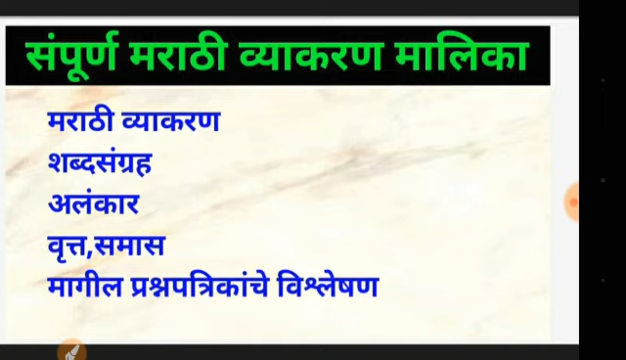 संपूर्ण मराठी व्याकरण मालिका
मराठी व्याकरण
शब्दसंग्रह
अलंकार
वृत्त,समास
मागील प्रश्नपत्रिकांचे विश्लेषण